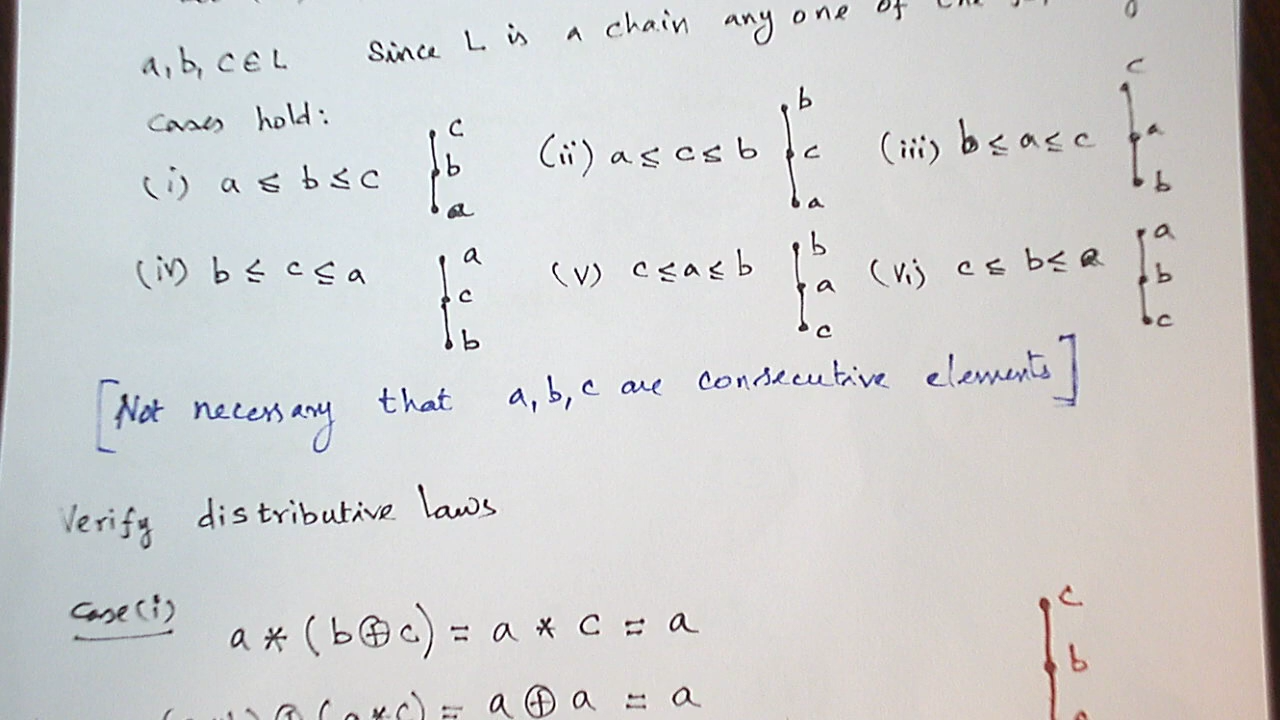 a, b, c ∈ L Since L is a chain any one of the
cases hold:
(i) a ≤ b ≤ c c b a (ii) a ≤ c ≤ b b c a (iii) b ≤ a ≤ c c a b
(iv) b ≤ c ≤ a a c b (v) c ≤ a ≤ b b a c (vi) c ≤ b ≤ a a b c
[Not necessary that a, b, c are consecutive elements]
Verify distributive laws
Case (i) a * (b ⊕ c) = a * c = a c b
⊕ (a * c) = a ⊕ a = a